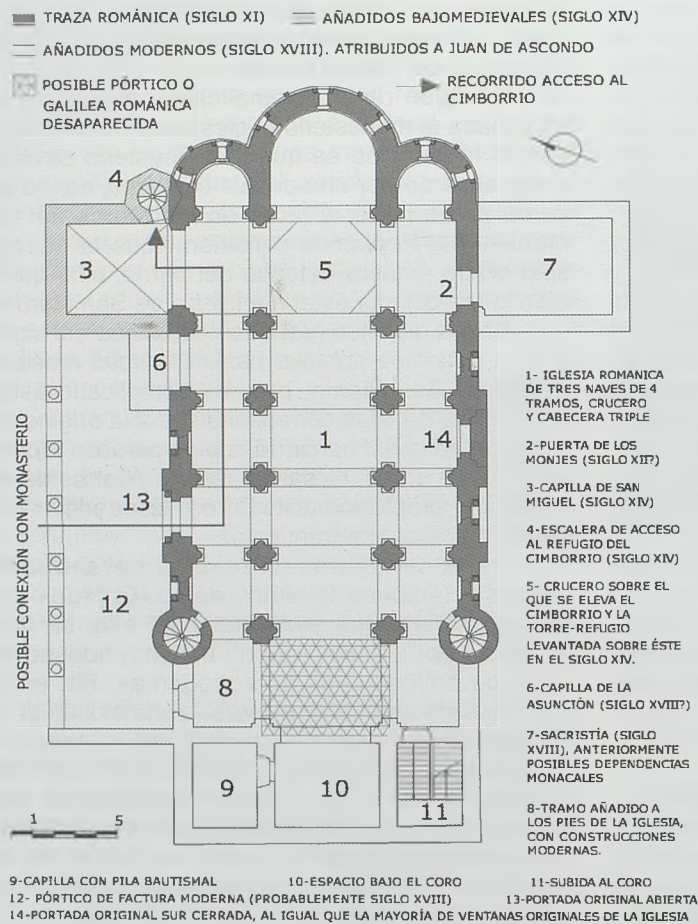 TRAZA ROMÁNICA (SIGLO XI)
AÑADIDOS BAJOMEDIEVALES (SIGLO XIV)
AÑADIDOS MODERNOS (SIGLO XVIII). ATRIBUIDOS A JUAN DE ASCONDO
POSIBLE PÓRTICO O
GALILEA ROMÁNICA
DESAPARECIDA
RECORRIDO ACCESO AL
CIMBORRIO
4
3
5
7
2
6
1
14
13
12
8
9
10
11
POSIBLE CONEXIÓN CON MONASTERIO
1
5
1- IGLESIA ROMANICA
DE TRES NAVES DE 4
TRAMOS, CRUCERO
Y CABECERA TRIPLE
2-PUERTA DE LOS
MONJES (SIGLO XII?)
3-CAPILLA DE SAN
MIGUEL (SIGLO XIV)
4-ESCALERA DE ACCESO
AL REFUGIO DEL
CIMBORRIO (SIGLO XIV)
5- CRUCERO SOBRE EL
QUE SE ELEVA EL
CIMBORRIO Y LA
TORRE-REFUGIO
LEVANTADA SOBRE ÉSTE
EN EL SIGLO XIV.
6-CAPILLA DE LA
ASUNCIÓN (SIGLO XVIII?)
7-SACRISTÍA (SIGLO
XVIII), ANTERIORMENTE
POSIBLES DEPENDENCIAS
MONACALES
8-TRAMO AÑADIDO A
LOS PIES DE LA IGLESIA,
CON CONSTRUCCIONES
MODERNAS.
9-CAPILLA CON PILA BAUTISMAL
10-ESPACIO BAJO EL CORO
11-SUBIDA AL CORO
12- PÓRTICO DE FACTURA MODERNA (PROBABLEMENTE SIGLO XVIII)
13-PORTADA ORIGINAL ABIERTA
14-PORTADA ORIGINAL SUR CERRADA, AL IGUAL QUE LA MAYORÍA DE VENTANAS ORIGINALES DE LA IGLESIA